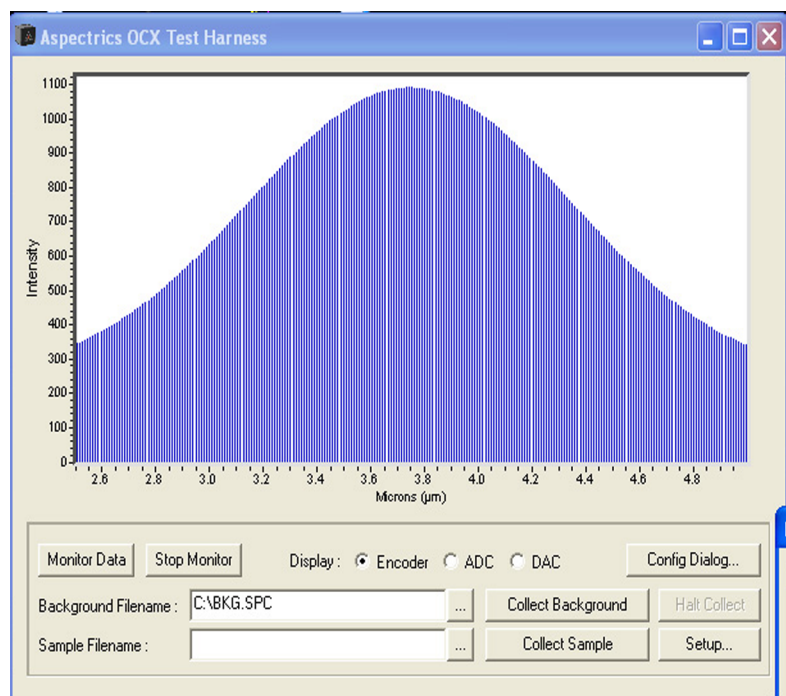 Aspectrics OCX Test Harness
1100
1000
900
800
700
600
500
400
300
200
100
0
Intensity
2.6 2.8 3.0 3.2 3.4 3.6 3.8 4.0 4.2 4.4 4.6 4.8
Microns (µm)
Monitor Data Stop Monitor Display : Encoder ADC DAC Config Dialog...
Background Filename : C:\BKG.SPC ... Collect Background Halt Collect
Sample Filename : ... Collect Sample Setup...